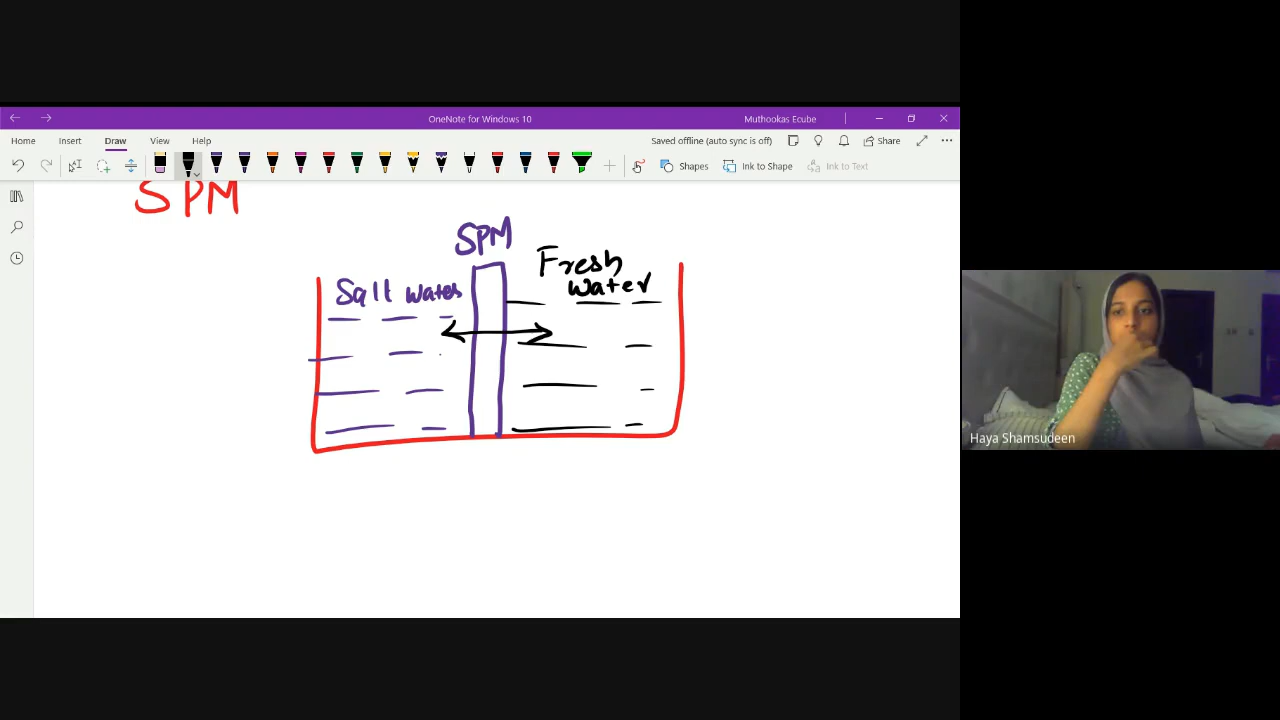 OneNote for Windows 10
Muthookas Ecube
Home Insert Draw View Help
Saved offline (auto sync is off)
Share
Shapes
Ink to Shape
Ink to Text
SPM
SPM
Fresh
Water
Salt water
Haya Shamsudeen